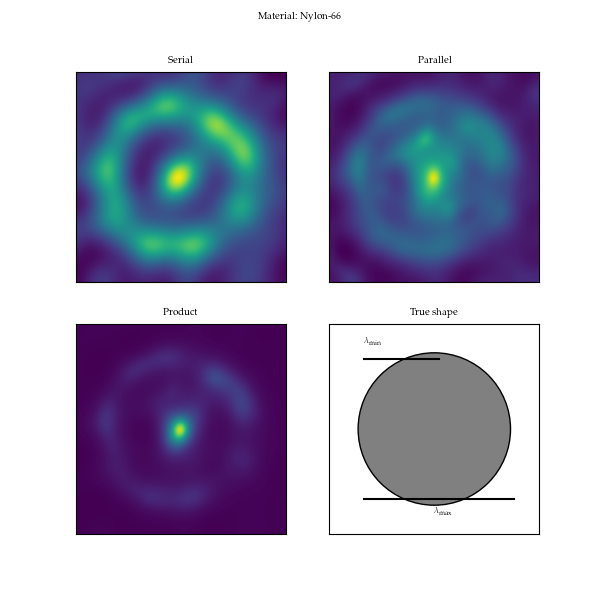 Material: Nylon-66
Serial
Parallel
Product
True shape
λmin
λmax